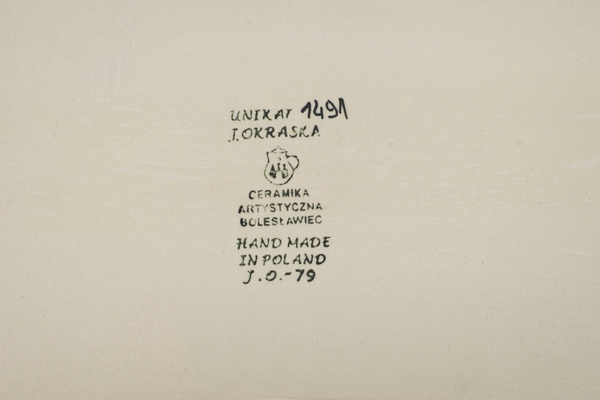 UNIKAT 1491
J.OKRASKA
CERAMIKA
ARTYSTYCZNA
BOLESŁAWIEC
HAND MADE
IN POLAND
J.O.-79